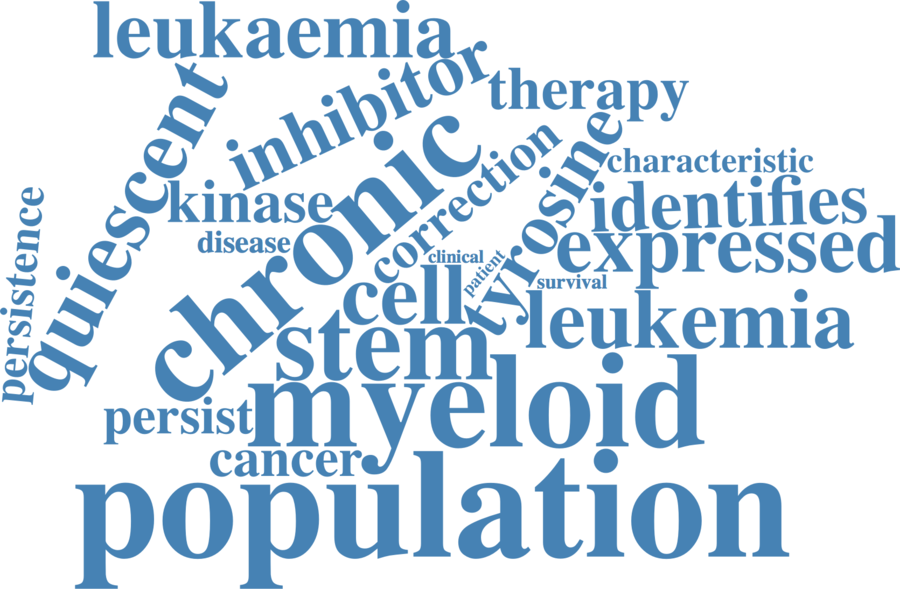 leukaemia
inhibitor
therapy
quiescent
chronic
correction
tyrosine
characteristic
kinase
identifies
persistence
disease
expressed
clinical
patient
cell
survival
leukemia
stem
myeloid
persist
cancer
population